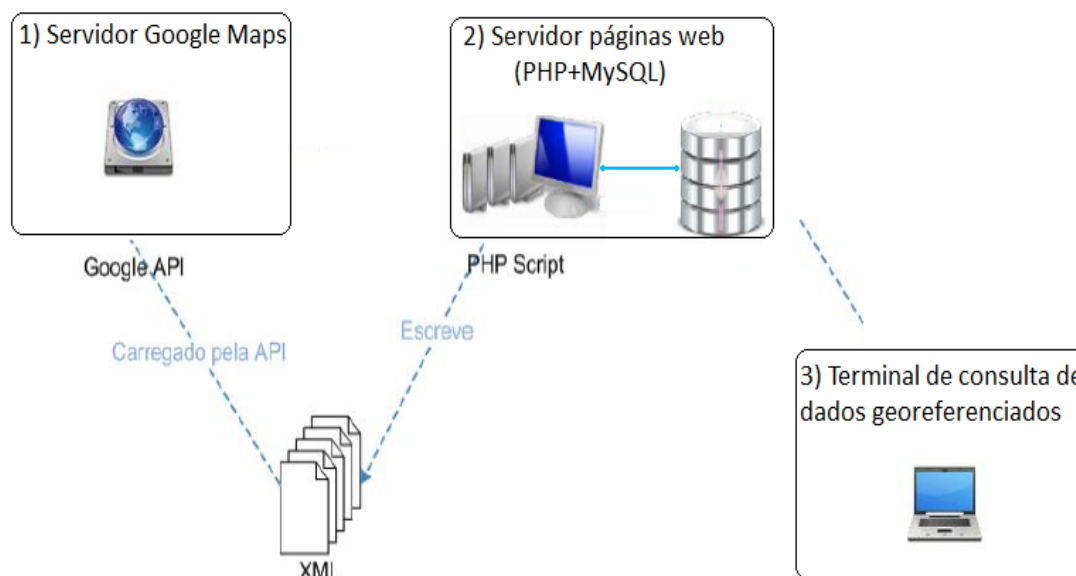 1) Servidor Google Maps
2) Servidor páginas web
(PHP+MySQL)
Google API
PHP Script
Carregado pela API
Escreve
3) Terminal de consulta de
dados georeferenciados
XML